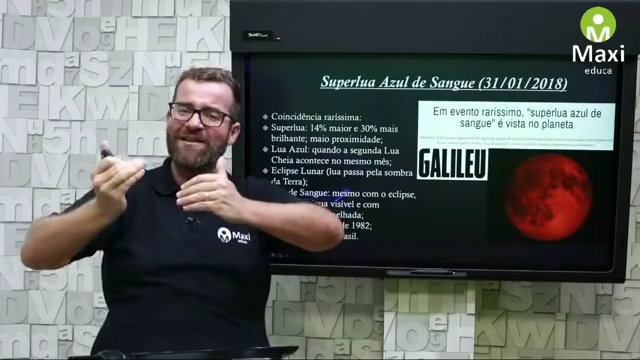 Maxi
educa
Superlua Azul de Sangue (31/01/2018)
Coincidência raríssima:
Superlua: 14% maior e 30% mais
brilhante; maio proximidade;
Lua Azul: quando a segunda Lua
Cheia acontece no mesmo mês;
Eclipse Lunar (lua passa pela sombra
da Terra);
de Sangue: mesmo com o eclipse,
visível e com
de 1982;
Em evento raríssimo, "superlua azul de
sangue" é vista no planeta
GALILEU
Maxi
educa